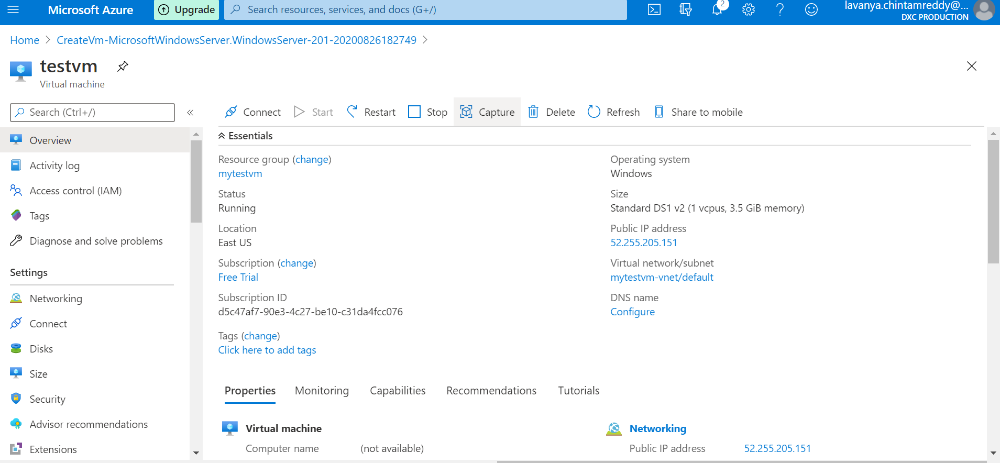 Microsoft Azure
Upgrade
Search resources, services, and docs (G+/)
2
lavanya.chintamreddy@...
DXC PRODUCTION
Home > CreateVm-MicrosoftWindowsServer.WindowsServer-201-20200826182749 >
testvm
Virtual machine
Search (Ctrl+/)
«
Connect
Start
Restart
Stop
Capture
Delete
Refresh
Share to mobile
Overview
Activity log
Access control (IAM)
Tags
Diagnose and solve problems
Settings
Networking
Connect
Disks
Size
Security
Advisor recommendations
Extensions
Essentials
Resource group (change)
mytestvm
Status
Running
Location
East US
Subscription (change)
Free Trial
Subscription ID
d5c47af7-90e3-4c27-be10-c31da4fcc076
Tags (change)
Click here to add tags
Operating system
Windows
Size
Standard DS1 v2 (1 vcpus, 3.5 GiB memory)
Public IP address
52.255.205.151
Virtual network/subnet
mytestvm-vnet/default
DNS name
Configure
Properties
Monitoring
Capabilities
Recommendations
Tutorials
Virtual machine
Computer name (not available)
Networking
Public IP address 52.255.205.151